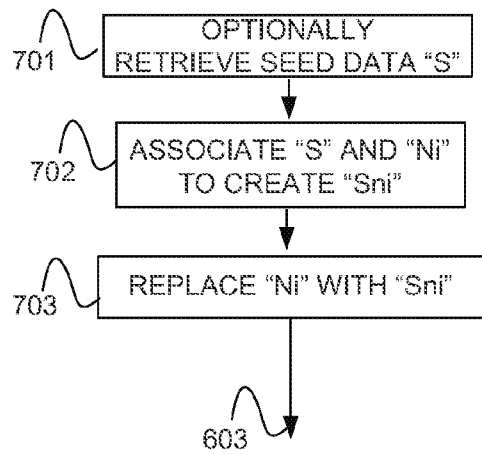 OPTIONALLY
RETRIEVE SEED DATA “S”
701
ASSOCIATE “S” AND “Ni”
TO CREATE “Sni”
702
REPLACE “Ni” WITH “Sni”
703
603